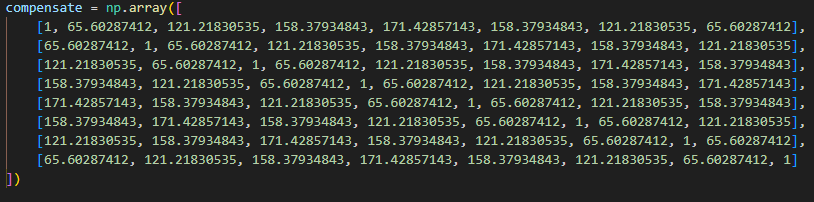 compensate = np.array([
[1, 65.60287412, 121.21830535, 158.37934843, 171.42857143, 158.37934843, 121.21830535, 65.60287412],
[65.60287412, 1, 65.60287412, 121.21830535, 158.37934843, 171.42857143, 158.37934843, 121.21830535],
[121.21830535, 65.60287412, 1, 65.60287412, 121.21830535, 158.37934843, 171.42857143, 158.37934843],
[158.37934843, 121.21830535, 65.60287412, 1, 65.60287412, 121.21830535, 158.37934843, 171.42857143],
[171.42857143, 158.37934843, 121.21830535, 65.60287412, 1, 65.60287412, 121.21830535, 158.37934843],
[158.37934843, 171.42857143, 158.37934843, 121.21830535, 65.60287412, 1, 65.60287412, 121.21830535],
[121.21830535, 158.37934843, 171.42857143, 158.37934843, 121.21830535, 65.60287412, 1, 65.60287412],
[65.60287412, 121.21830535, 158.37934843, 171.42857143, 158.37934843, 121.21830535, 65.60287412, 1]
])